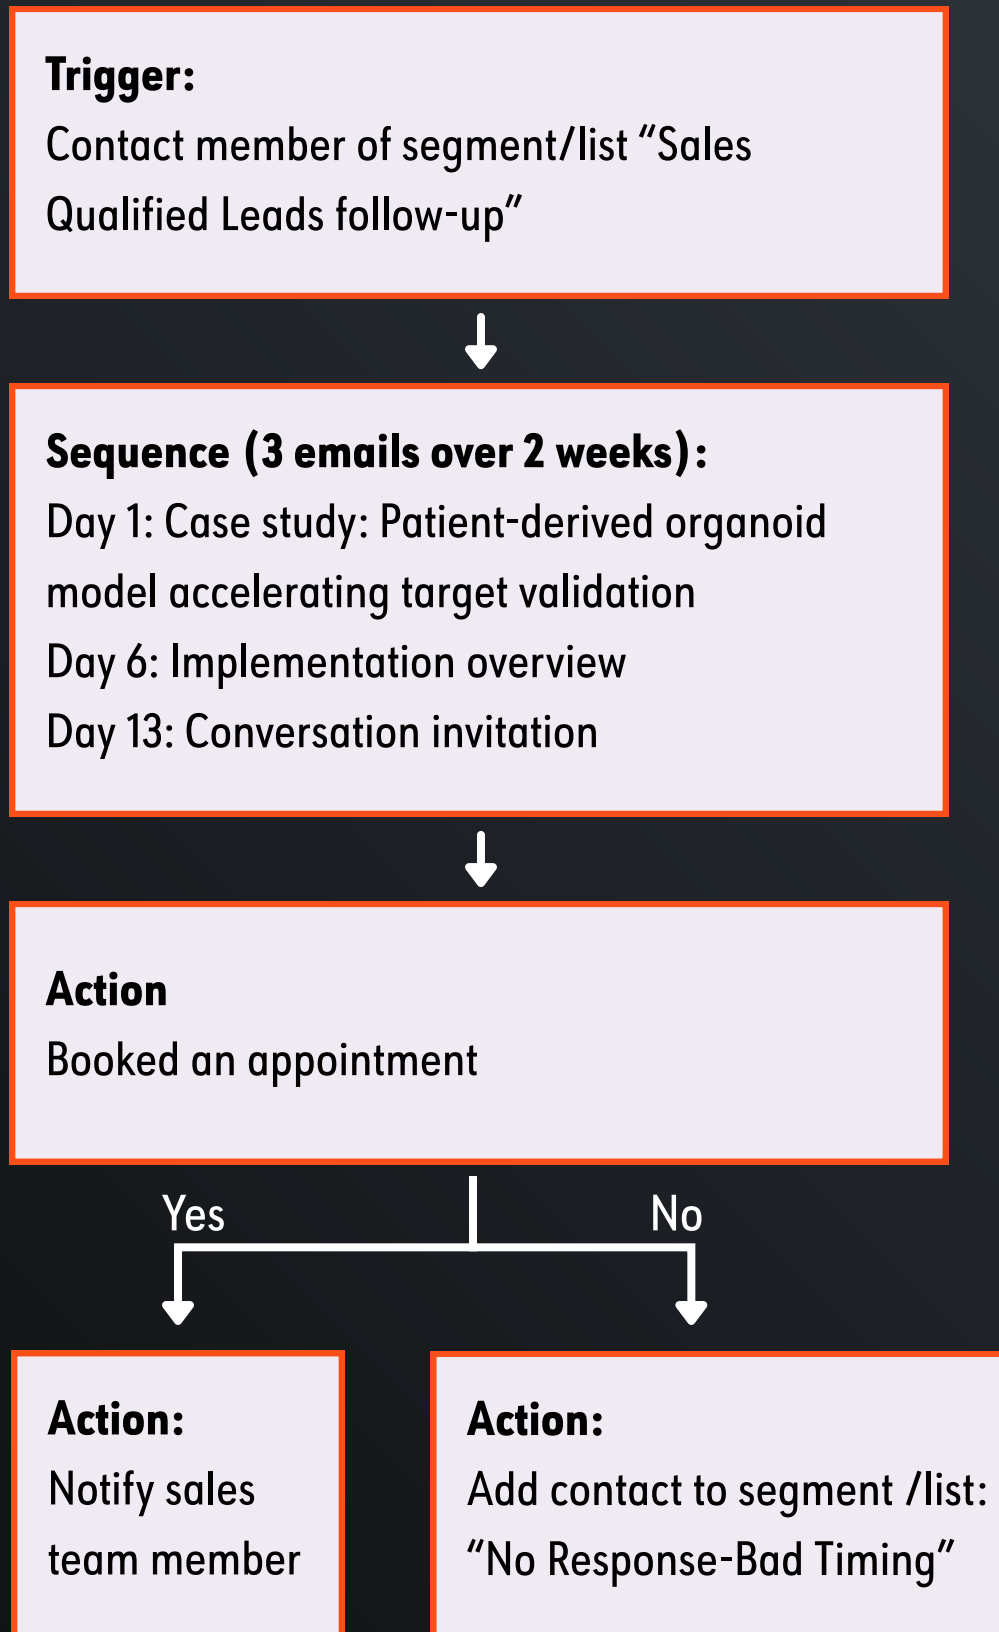 Trigger:
Contact member of segment/list “Sales
Qualified Leads follow-up”
Sequence (3 emails over 2 weeks):
Day 1: Case study: Patient-derived organoid
model accelerating target validation
Day 6: Implementation overview
Day 13: Conversation invitation
Action
Booked an appointment
Yes
No
Action:
Notify sales
team member
Action:
Add contact to segment /list:
“No Response-Bad Timing”